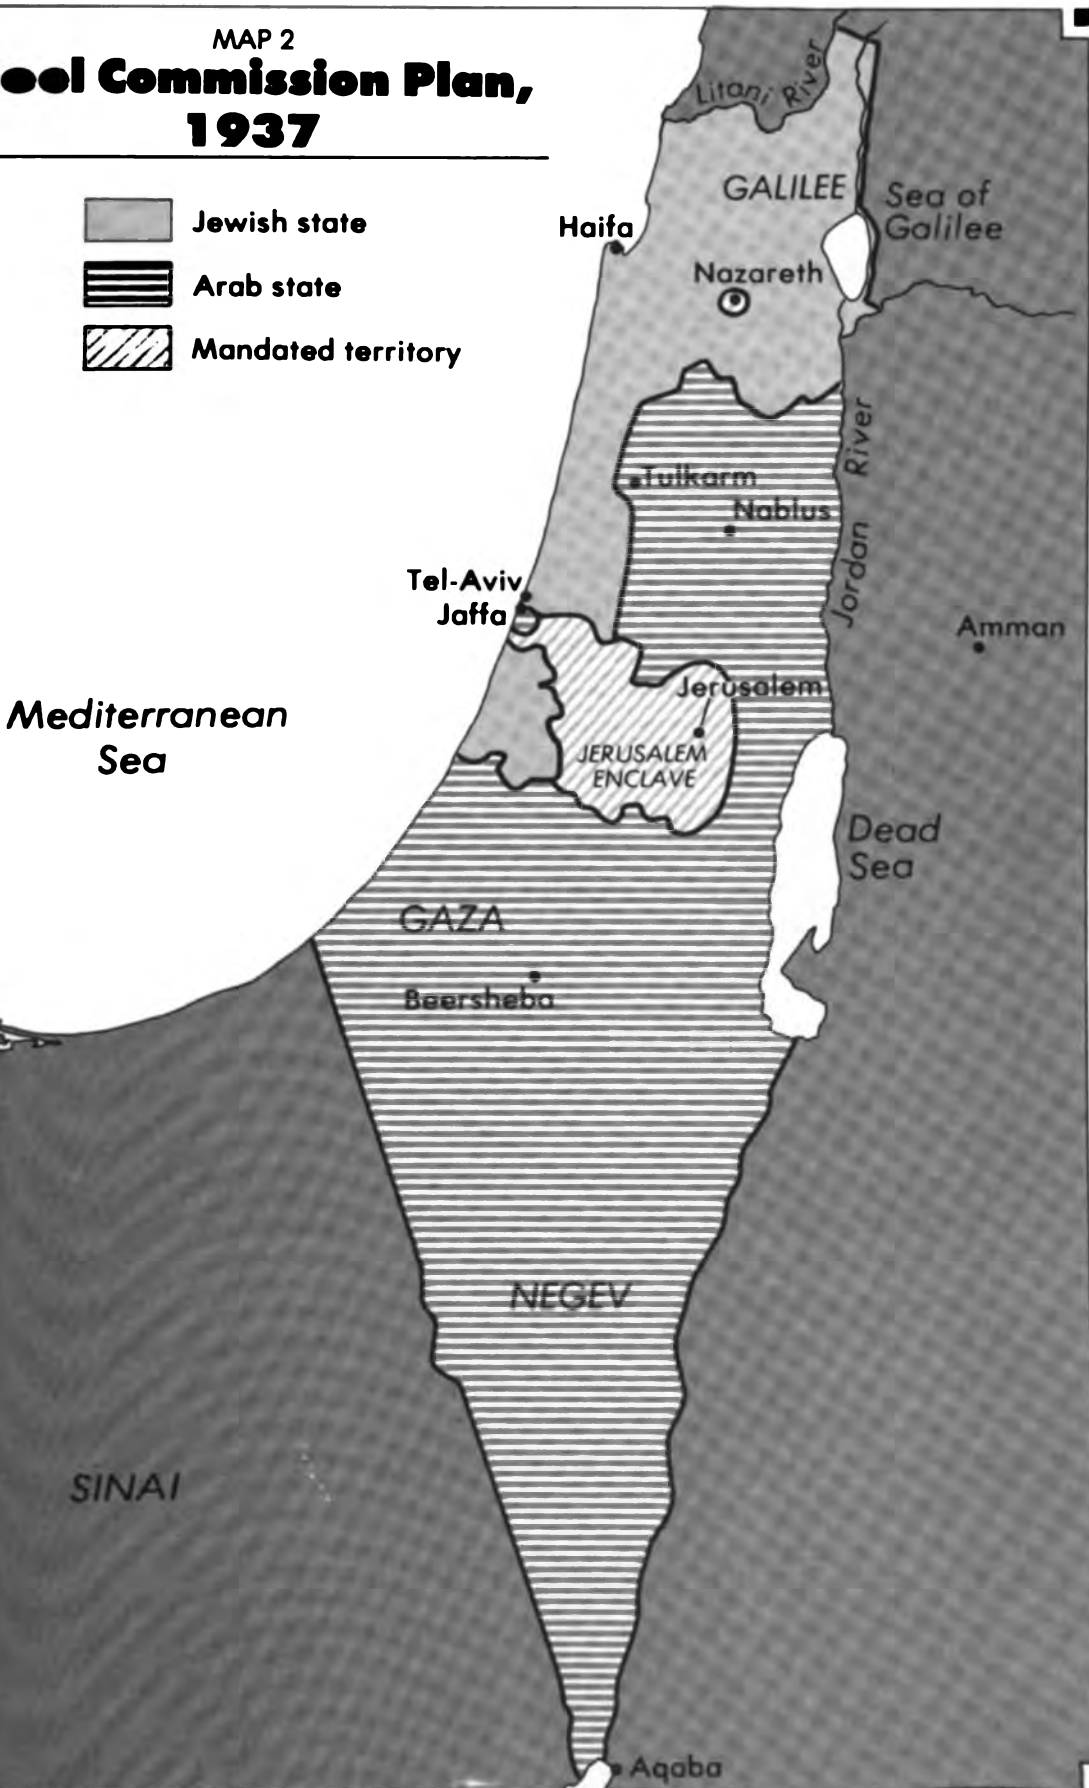 MAP 2
ool Commission Plan,
1937
Jewish state
Arab state
Mandated territory
Litani River
GALILEE
Sea of
Galilee
Haifa
Nazareth
Tulkarm
Nablus
Jordan River
Tel-Aviv
Jaffa
Amman
Jerusalem
Mediterranean
Sea
JERUSALEM
ENCLAVE
Dead
Sea
GAZA
Beersheba
NEGEV
SINAI
Aqaba